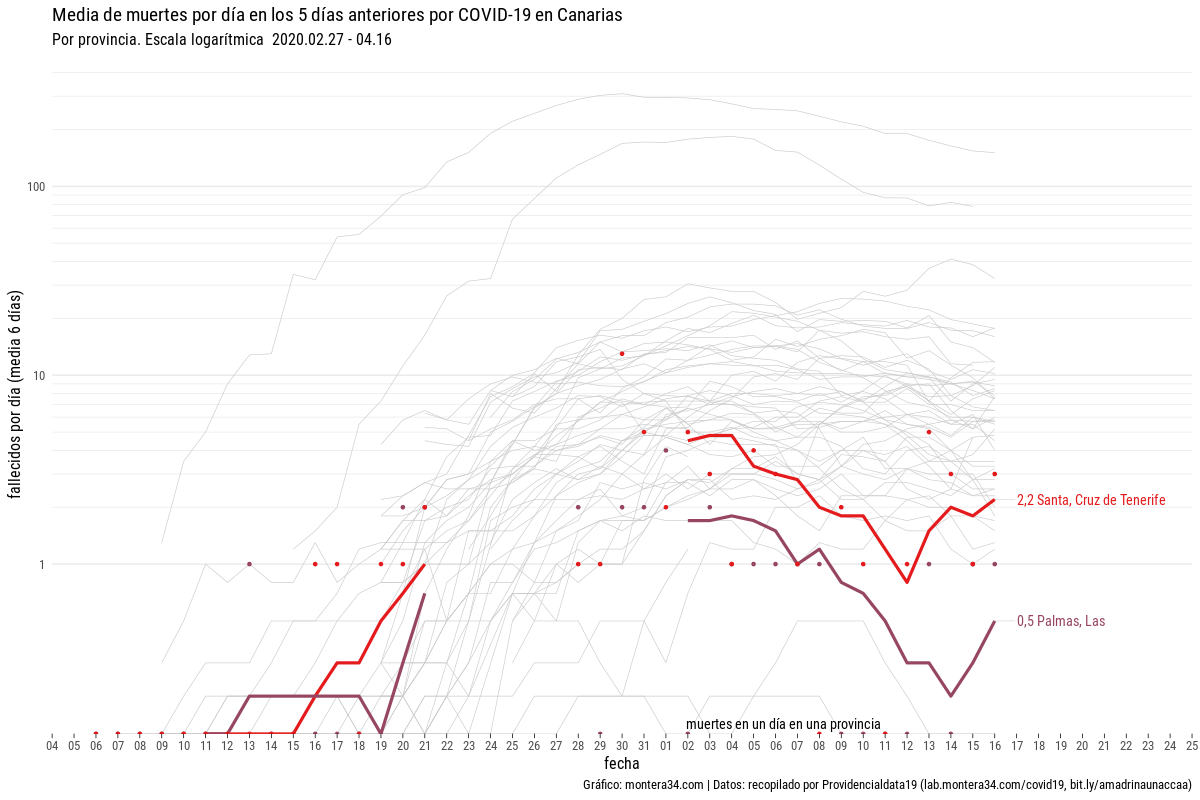 Media de muertes por día en los 5 días anteriores por COVID-19 en Canarias
Por provincia. Escala logarítmica  2020.02.27 - 04.16
fallecidos por día (media 6 días)
100
10
1
2,2 Santa, Cruz de Tenerife
0,5 Palmas, Las
muertes en un día en una provincia
04 05 06 07 08 09 10 11 12 13 14 15 16 17 18 19 20 21 22 23 24 25 26 27 28 29 30 31 01 02 03 04 05 06 07 08 09 10 11 12 13 14 15 16 17 18 19 20 21 22 23 24 25
fecha
Gráfico: montera34.com | Datos: recopilado por Providencialdata19 (lab.montera34.com/covid19, bit.ly/amadrinaunaccaa)